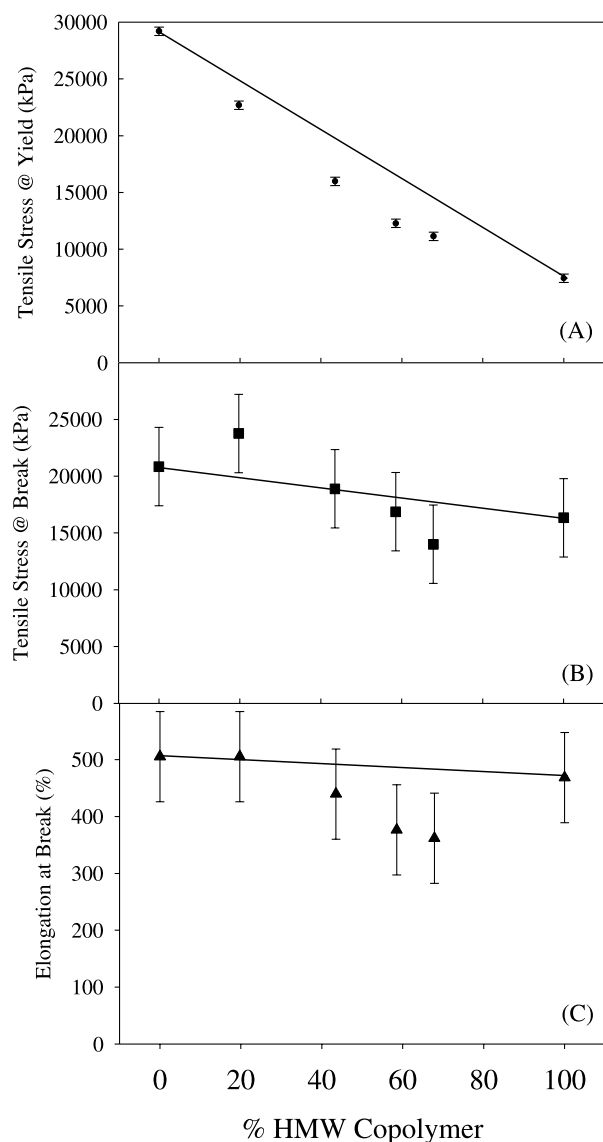 30000
25000
20000
15000
10000
5000
0
Tensile Stress @ Yield (kPa)
(A)
25000
20000
15000
10000
5000
0
Tensile Stress @ Break (kPa)
(B)
500
400
300
200
100
0
Elongation at Break (%)
(C)
0 20 40 60 80 100
% HMW Copolymer